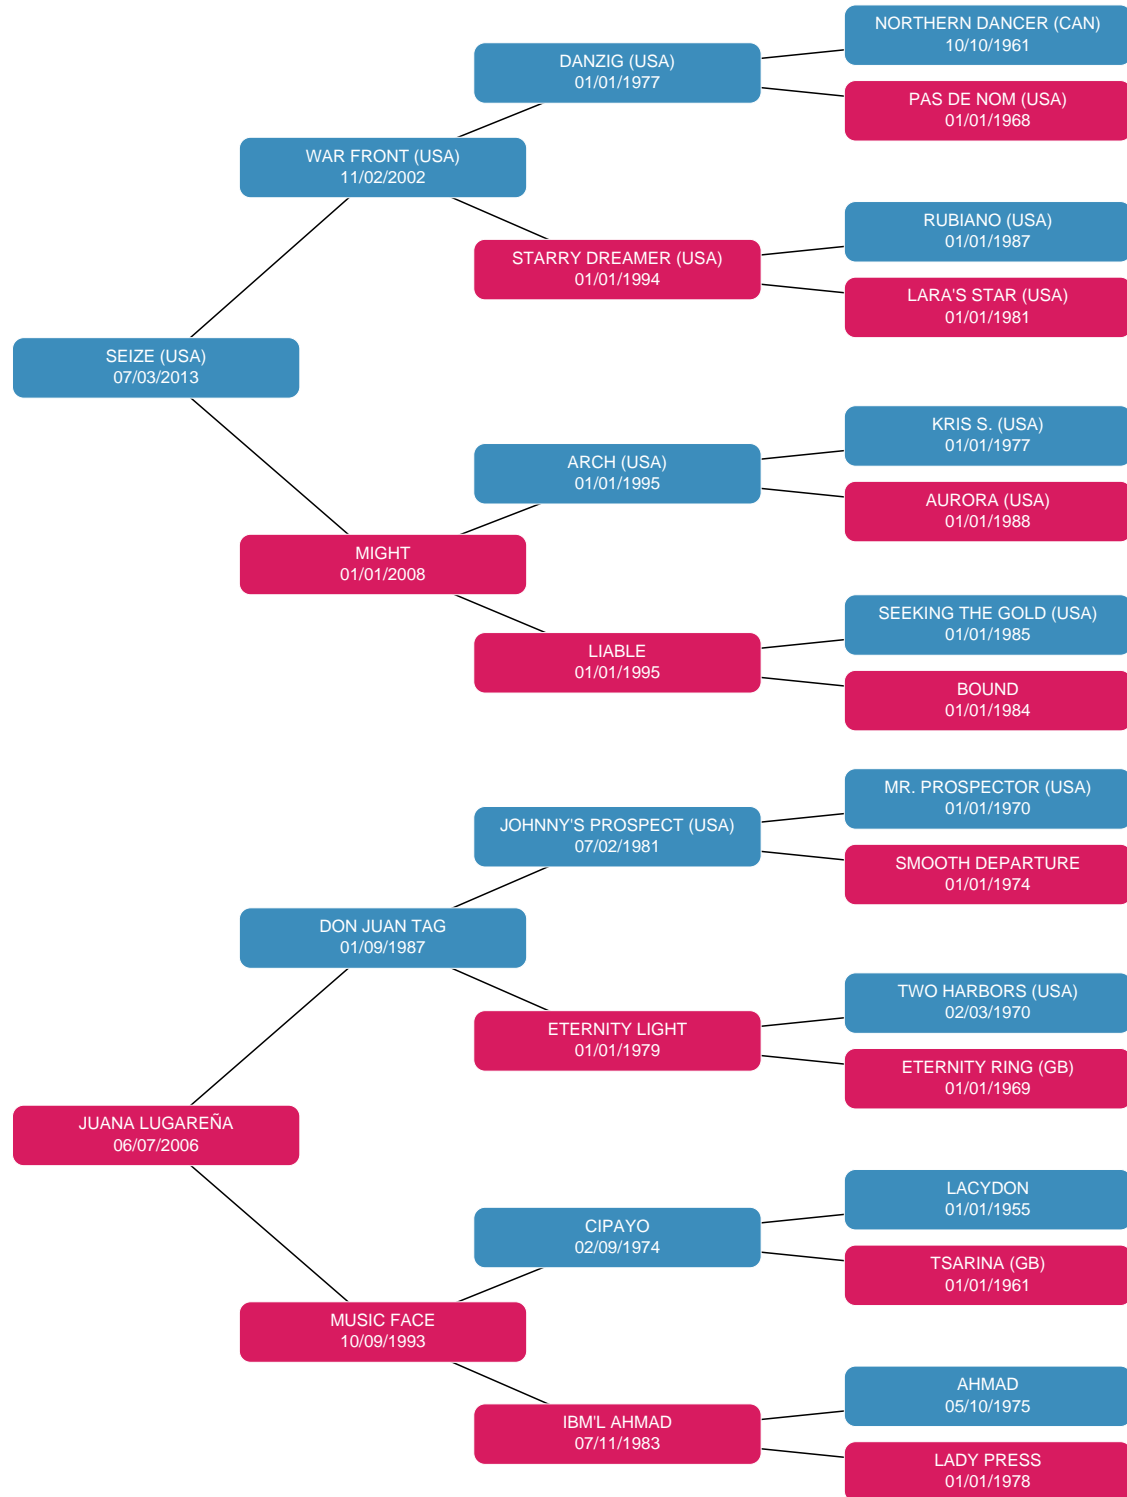 NORTHERN DANCER (CAN)
10/10/1961
DANZIG (USA)
01/01/1977
PAS DE NOM (USA)
01/01/1968
WAR FRONT (USA)
11/02/2002
RUBIANO (USA)
01/01/1987
STARRY DREAMER (USA)
01/01/1994
LARA'S STAR (USA)
01/01/1981
SEIZE (USA)
07/03/2013
KRIS S. (USA)
01/01/1977
ARCH (USA)
01/01/1995
AURORA (USA)
01/01/1988
MIGHT
01/01/2008
SEEKING THE GOLD (USA)
01/01/1985
LIABLE
01/01/1995
BOUND
01/01/1984
MR. PROSPECTOR (USA)
01/01/1970
JOHNNY'S PROSPECT (USA)
07/02/1981
SMOOTH DEPARTURE
01/01/1974
DON JUAN TAG
01/09/1987
TWO HARBORS (USA)
02/03/1970
ETERNITY LIGHT
01/01/1979
ETERNITY RING (GB)
01/01/1969
JUANA LUGAREÑA
06/07/2006
LACYDON
01/01/1955
CIPAYO
02/09/1974
TSARINA (GB)
01/01/1961
MUSIC FACE
10/09/1993
AHMAD
05/10/1975
IBM'L AHMAD
07/11/1983
LADY PRESS
01/01/1978